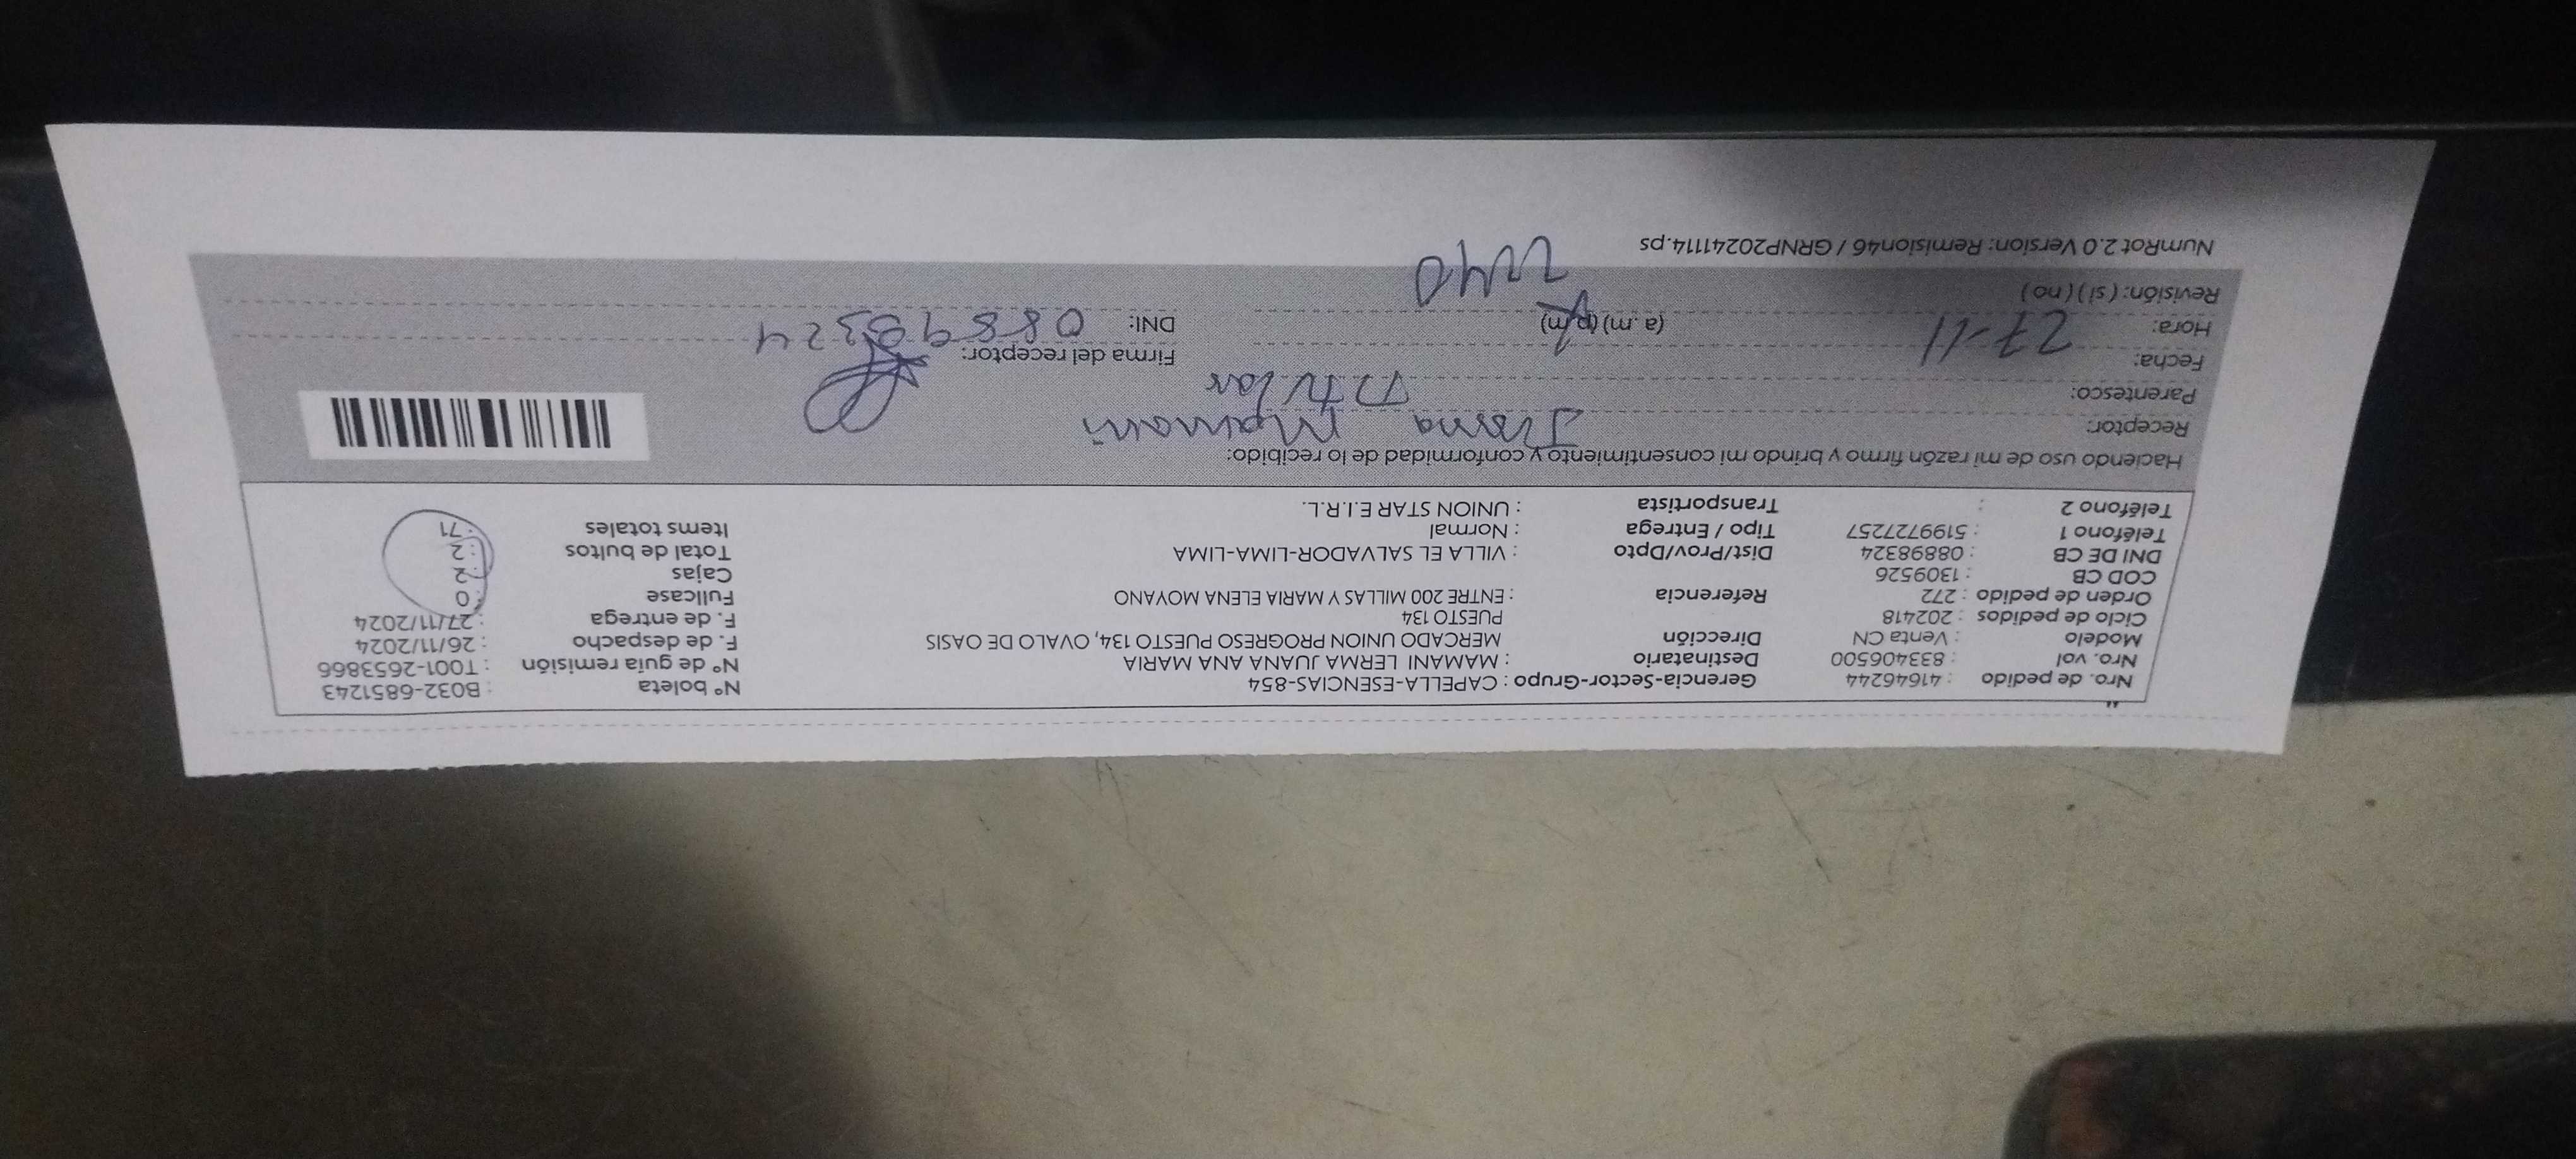 Nro. de pedido : 41646244 Gerencia-Sector-Grupo : CAPELLA-ESENCIAS-854 N° boleta : B032-6851243
Nro. vol : 833406500 Destinatario : MAMANI LERMA JUANA ANA MARIA N° de guía remisión : T001-2653866
Modelo : Venta CN Dirección MERCADO UNION PROGRESO PUESTO 134, OVALO DE OASIS F. de despacho : 26/11/2024
Ciclo de pedidos : 202418 PUESTO 134 F. de entrega : 27/11/2024
Orden de pedido : 272 Referencia : ENTRE 200 MILLAS Y MARIA ELENA MOYANO Fullcase : 0
COD CB : 1309526 Cajas : 2
DNI DE CB : 08898324 Dist/Prov/Dpto : VILLA EL SALVADOR-LIMA-LIMA Total de bultos : 2
Teléfono 1 : 51997272257 Tipo / Entrega : Normal Items totales : 71
Teléfono 2 : Transportista : UNION STAR E.I.R.L.
Haciendo uso de mi razón firmo y brindo mi consentimiento y conformidad de lo recibido:
Receptor: Mamani
Parentesco: Titular
Fecha: 27-11 Firma del receptor:
Hora: (a.m) (p.m) DNI: 08898324
Revisión: (si) (no) 2240
NumRot 2.0 Version: Remision46 / GRNP20241114.ps